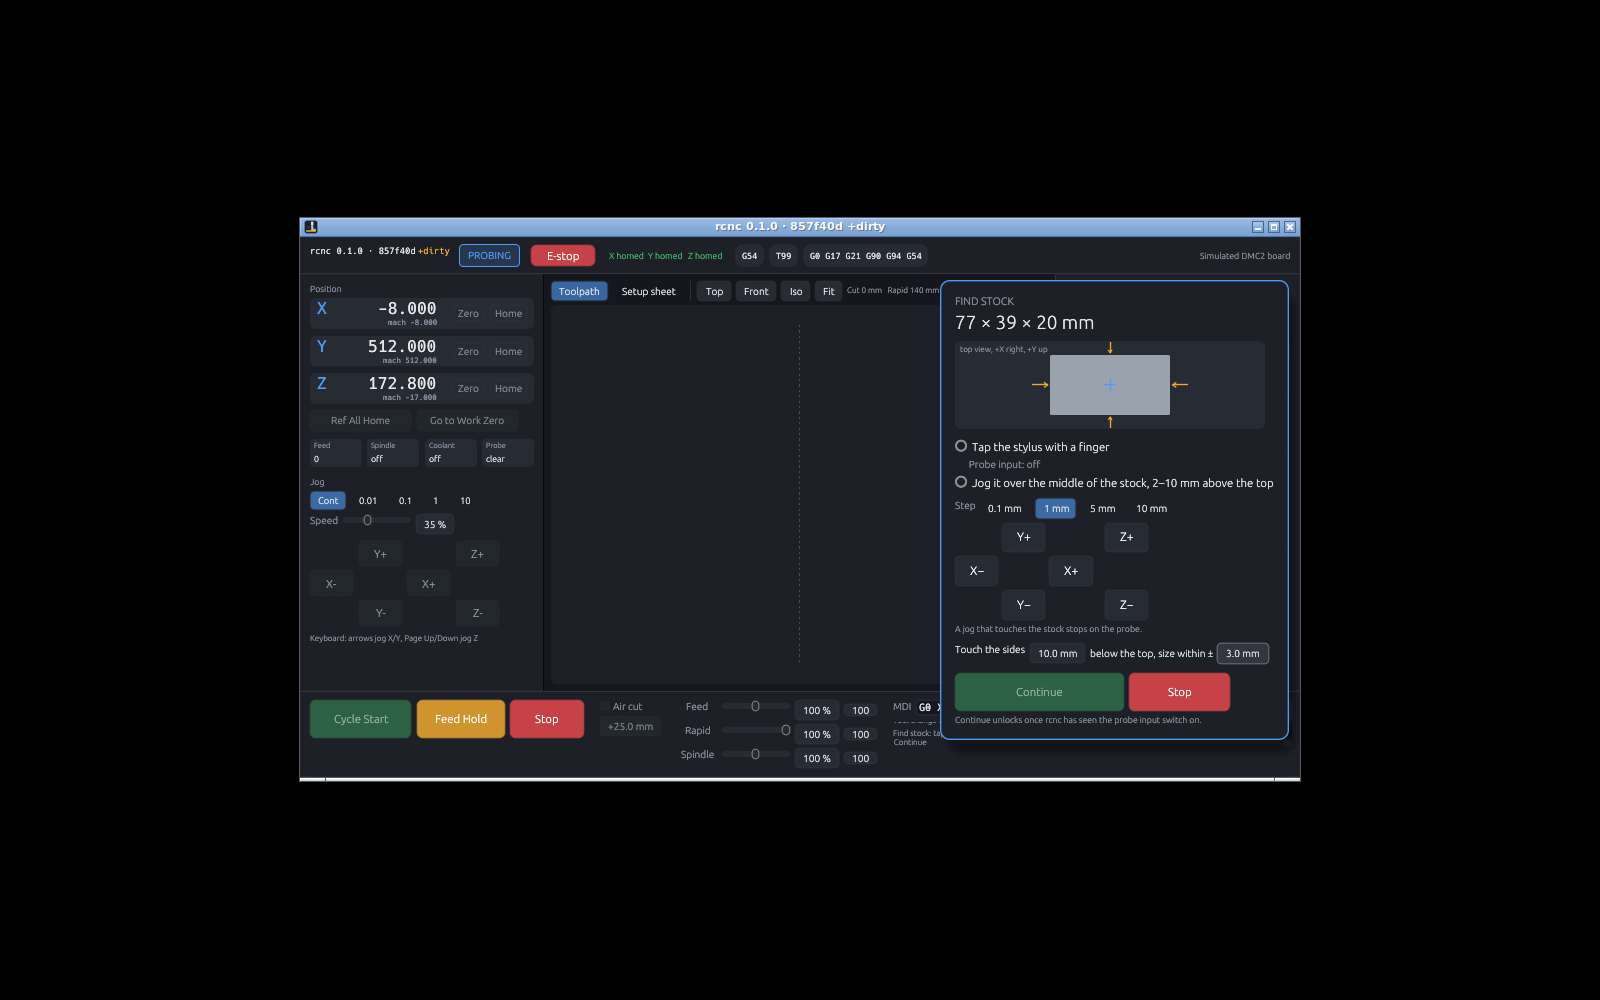 rcnc 0.1.0 · 857f40d +dirty
rcnc 0.1.0 · 857f40d +dirty PROBING E-stop X homed Y homed Z homed G54 T99 G0 G17 G21 G90 G94 G54 Simulated DMC2 board
Position
X -8.000 Zero Home
mach -8.000
Y 512.000 Zero Home
mach 512.000
Z 172.800 Zero Home
mach -17.000
Ref All Home Go to Work Zero
Feed Spindle Coolant Probe
0 off off clear
Jog
Cont 0.01 0.1 1 10
Speed 35 %
Y+ Z+
X- X+
Y- Z-
Keyboard: arrows jog X/Y, Page Up/Down jog Z
Toolpath Setup sheet Top Front Iso Fit Cut 0 mm Rapid 140 mm
FIND STOCK
77 × 39 × 20 mm
top view, +X right, +Y up
Tap the stylus with a finger
Probe input: off
Jog it over the middle of the stock, 2–10 mm above the top
Step 0.1 mm 1 mm 5 mm 10 mm
Y+ Z+
X− X+
Y− Z−
A jog that touches the stock stops on the probe.
Touch the sides 10.0 mm below the top, size within ± 3.0 mm
Continue Stop
Continue unlocks once rcnc has seen the probe input switch on.
Cycle Start Feed Hold Stop
Air cut
+25.0 mm
Feed 100 % 100
Rapid 100 % 100
Spindle 100 % 100
MDI G0
Find stock:
Continue